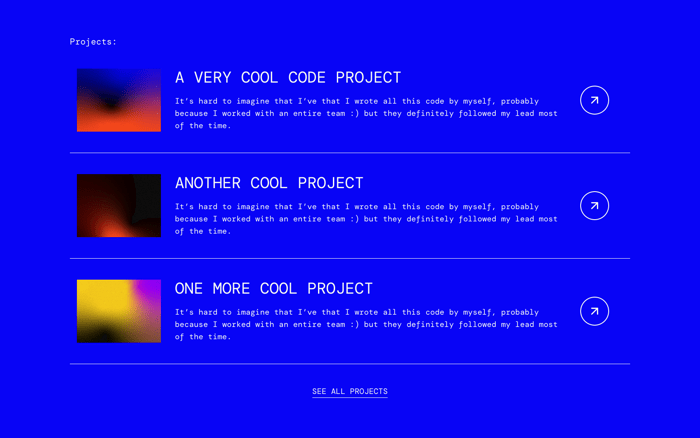 Projects:
A VERY COOL CODE PROJECT
It's hard to imagine that I've that I wrote all this code by myself, probably
because I worked with an entire team :) but they definitely followed my lead most
of the time.
ANOTHER COOL PROJECT
It's hard to imagine that I've that I wrote all this code by myself, probably
because I worked with an entire team :) but they definitely followed my lead most
of the time.
ONE MORE COOL PROJECT
It's hard to imagine that I've that I wrote all this code by myself, probably
because I worked with an entire team :) but they definitely followed my lead most
of the time.
SEE ALL PROJECTS